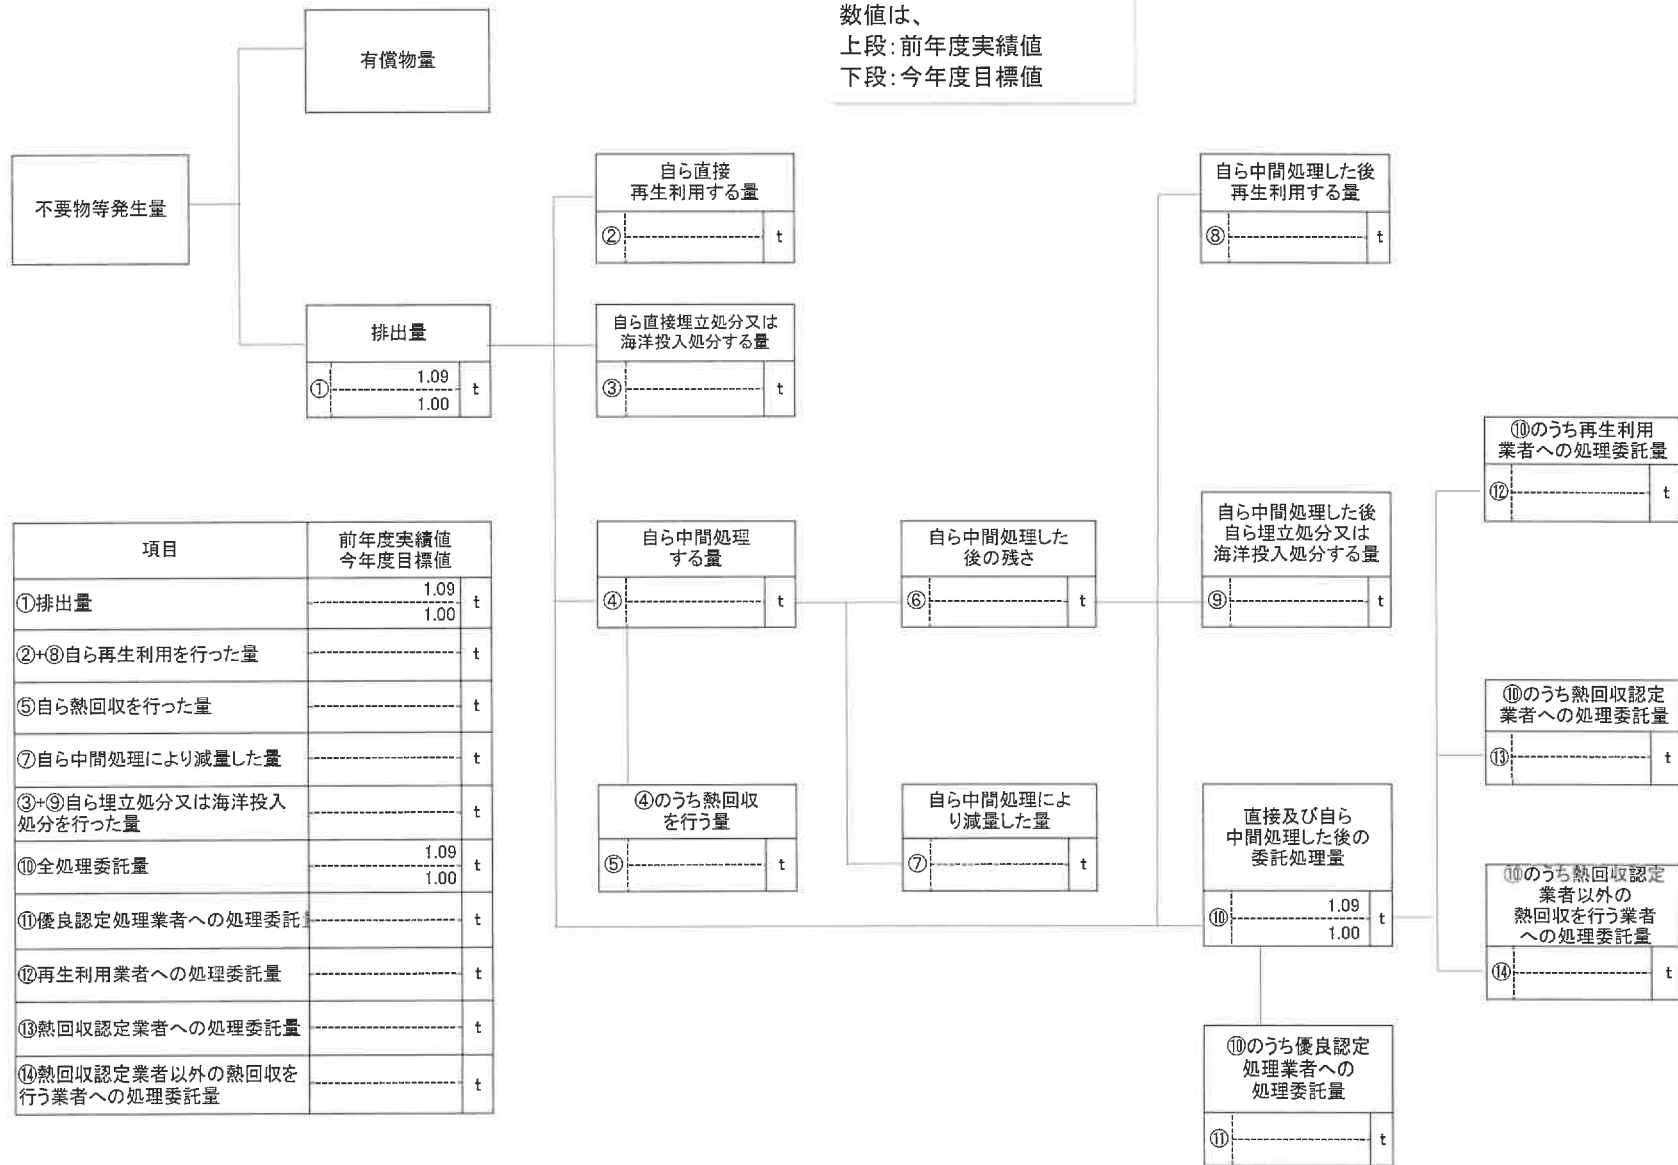 数値は、
上段:前年度実績値
下段:今年度目標値
有償物量
不要物等発生量
排出量
① 1.09 t
1.00
自ら直接
再生利用する量
② t
自ら直接埋立処分又は
海洋投入処分する量
③ t
自ら中間処理した後
再生利用する量
⑧ t
自ら中間処理
する量
④ t
自ら中間処理した
後の残さ
⑥ t
自ら中間処理した後
自ら埋立処分又は
海洋投入処分する量
⑨ t
④のうち熱回収
を行う量
⑤ t
自ら中間処理によ
り減量した量
⑦ t
直接及び自ら
中間処理した後の
委託処理量
⑩ 1.09 t
1.00
⑩のうち優良認定
処理業者への
処理委託量
⑪ t
⑩のうち再生利用
業者への処理委託量
⑫ t
⑩のうち熱回収認定
業者への処理委託量
⑬ t
⑩のうち熱回収認定
業者以外の
熱回収を行う業者
への処理委託量
⑭ t
項目 前年度実績値
今年度目標値
①排出量 1.09 t
1.00
②+⑧自ら再生利用を行った量 t
⑤自ら熱回収を行った量 t
⑦自ら中間処理により減量した量 t
③+⑨自ら埋立処分又は海洋投入
処分を行った量 t
⑩全処理委託量 1.09 t
1.00
⑪優良認定処理業者への処理委託 t
⑫再生利用業者への処理委託量 t
⑬熱回収認定業者への処理委託量 t
⑭熱回収認定業者以外の熱回収を
行う業者への処理委託量 t